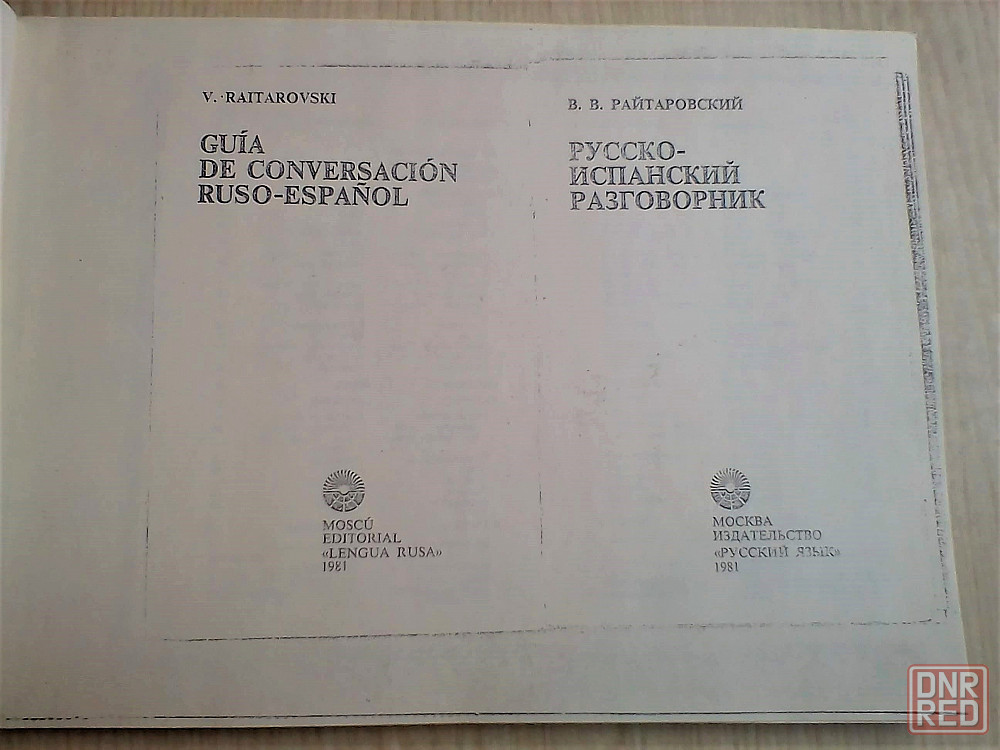 V. RAITAROVSKI
GUÍA
DE CONVERSACIÓN
RUSO-ESPAÑOL
MOSCÚ
EDITORIAL
«LENGUA RUSA»
1981
В. В. РАЙТАРОВСКИЙ
РУССКО-
ИСПАНСКИЙ
РАЗГОВОРНИК
МОСКВА
ИЗДАТЕЛЬСТВО
«РУССКИЙ ЯЗЫК»
1981
DNR
RED